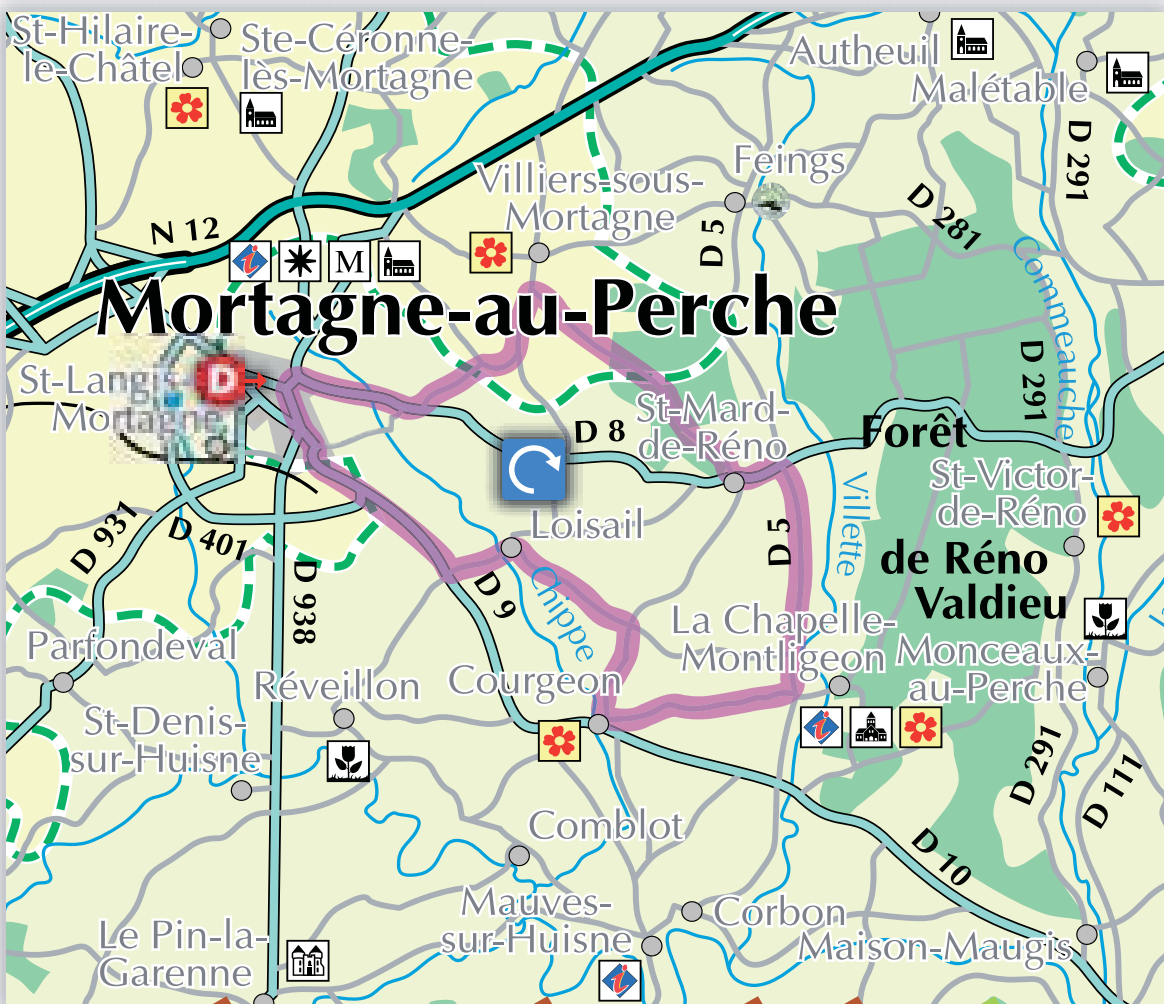 St-Hilaire-
le-Châtel
Ste-Céronne-
lès-Mortagne
Autheuil
Malétable
D 291
Feings
Villiers-sous-
Mortagne
D 5
D 281
N 12
M
Commeauche
Mortagne-au-Perche
D
St-Langis-
Mortagne
D 291
St-Mard-
de-Réno
D 8
Forêt
St-Victor-
de-Réno
Villette
Loisail
D 931
D 401
D 5
de Réno
Valdieu
D 938
D 9
Chippe
La Chapelle-
Montligeon
Monceaux-
au-Perche
Parfondeval
Réveillon
Courgeon
St-Denis-
sur-Huisne
i
D 291
D 111
Comblot
D 10
Mauves-
sur-Huisne
Corbon
Maison-Maugis
Le Pin-la-
Garenne
i